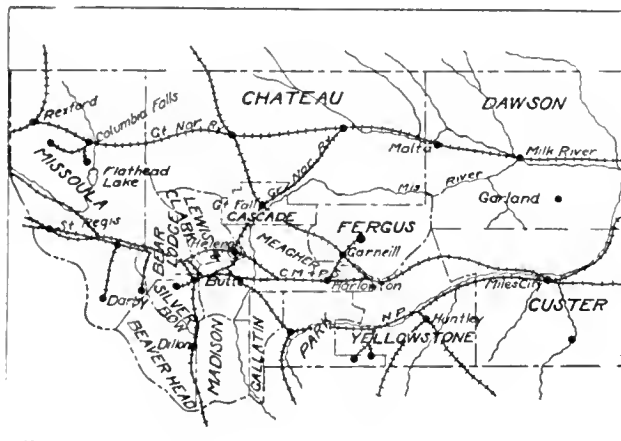 CHATEAU
DAWSON
Rexford
Columbia Falls
Gt. Nor. Ry.
Malta
Milk River
MISSOULA
Flathead
Lake
Gt. Nor. Ry.
Mis River
Garland
Gt Falls
CASCADE
LEWIS
CLARK
FERGUS
St. Regis
BEAR
LODGE
Helena
MEAGHER
Garneill
C M + P S
Harlowton
Miles City
Butte
CUSTER
Darby
SILVER
BOW
N P
Huntley
PARK
YELLOWSTONE
Dillon
MADISON
GALLATIN
BEAVER HEAD